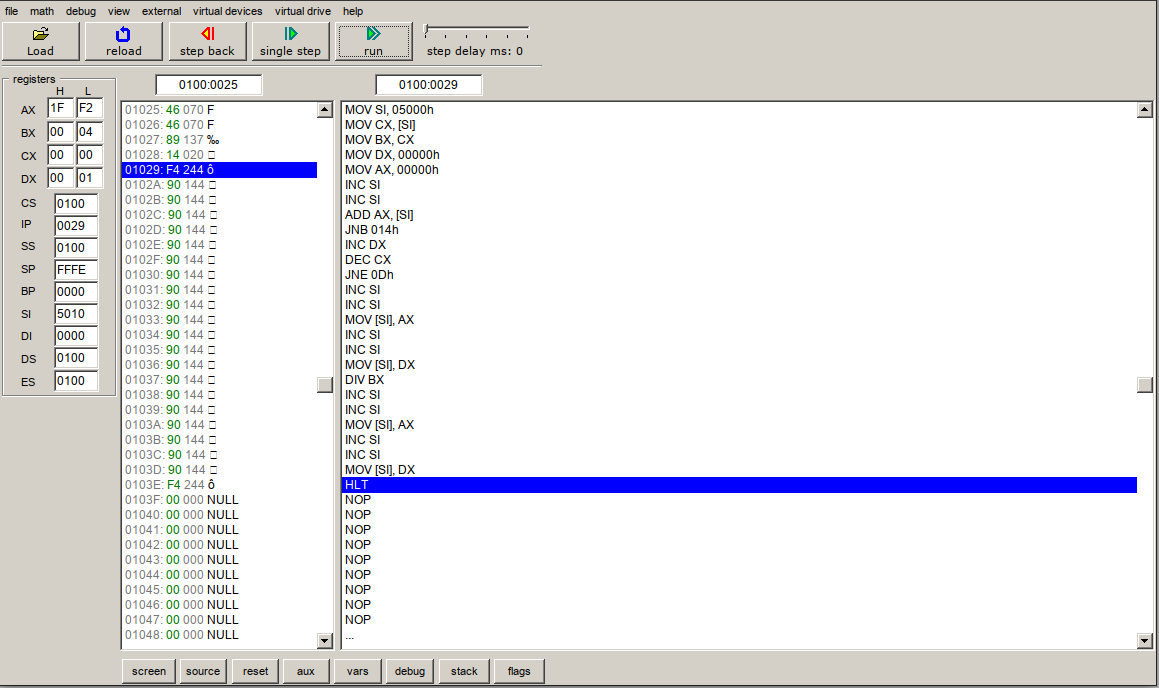 file math debug view external virtual devices virtual drive help
Load reload step back single step run step delay ms: 0
registers
0100:0025 0100:0029
H L
AX 1F F2
BX 00 04
CX 00 00
DX 00 01
CS 0100
IP 0029
SS 0100
SP FFFE
BP 0000
SI 5010
DI 0000
DS 0100
ES 0100
01025: 46 070 F
01026: 46 070 F
01027: 89 137 ‰
01028: 14 020 □
01029: F4 244 ô
0102A: 90 144 □
0102B: 90 144 □
0102C: 90 144 □
0102D: 90 144 □
0102E: 90 144 □
0102F: 90 144 □
01030: 90 144 □
01031: 90 144 □
01032: 90 144 □
01033: 90 144 □
01034: 90 144 □
01035: 90 144 □
01036: 90 144 □
01037: 90 144 □
01038: 90 144 □
01039: 90 144 □
0103A: 90 144 □
0103B: 90 144 □
0103C: 90 144 □
0103D: 90 144 □
0103E: F4 244 ô
0103F: 00 000 NULL
01040: 00 000 NULL
01041: 00 000 NULL
01042: 00 000 NULL
01043: 00 000 NULL
01044: 00 000 NULL
01045: 00 000 NULL
01046: 00 000 NULL
01047: 00 000 NULL
01048: 00 000 NULL
MOV SI, 05000h
MOV CX, [SI]
MOV BX, CX
MOV DX, 00000h
MOV AX, 00000h
INC SI
INC SI
ADD AX, [SI]
JNB 014h
INC DX
DEC CX
JNE 0Dh
INC SI
INC SI
MOV [SI], AX
INC SI
INC SI
MOV [SI], DX
DIV BX
INC SI
INC SI
MOV [SI], AX
INC SI
INC SI
MOV [SI], DX
HLT
NOP
NOP
NOP
NOP
NOP
NOP
NOP
NOP
NOP
...
screen source reset aux vars debug stack flags